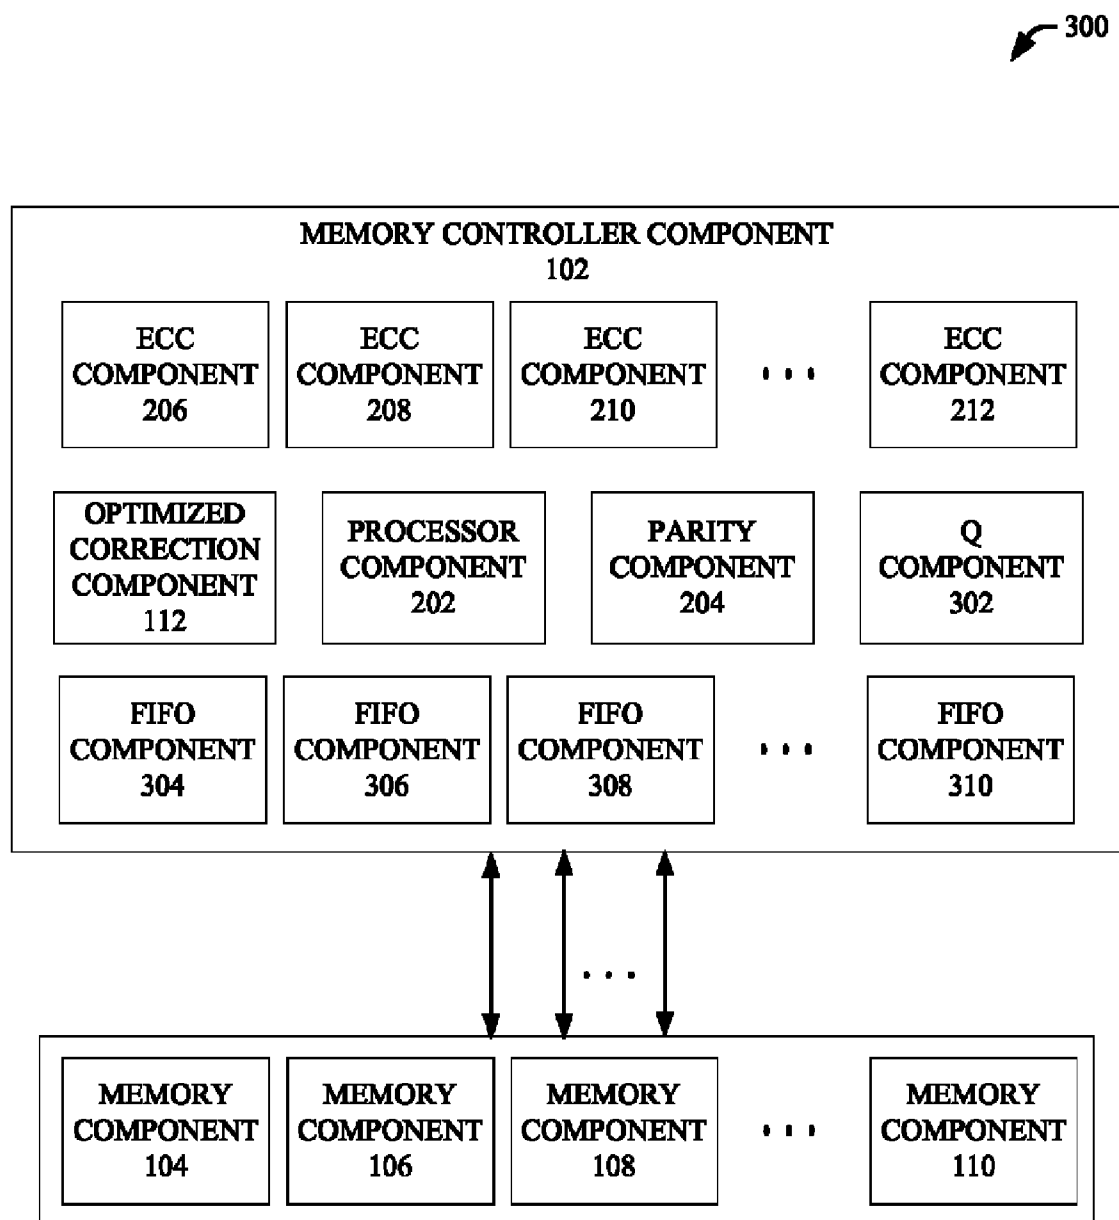 300
MEMORY CONTROLLER COMPONENT
102
ECC
COMPONENT
206
ECC
COMPONENT
208
ECC
COMPONENT
210
• • •
ECC
COMPONENT
212
OPTIMIZED
CORRECTION
COMPONENT
112
PROCESSOR
COMPONENT
202
PARITY
COMPONENT
204
Q
COMPONENT
302
FIFO
COMPONENT
304
FIFO
COMPONENT
306
FIFO
COMPONENT
308
• • •
FIFO
COMPONENT
310
• • •
MEMORY
COMPONENT
104
MEMORY
COMPONENT
106
MEMORY
COMPONENT
108
• • •
MEMORY
COMPONENT
110